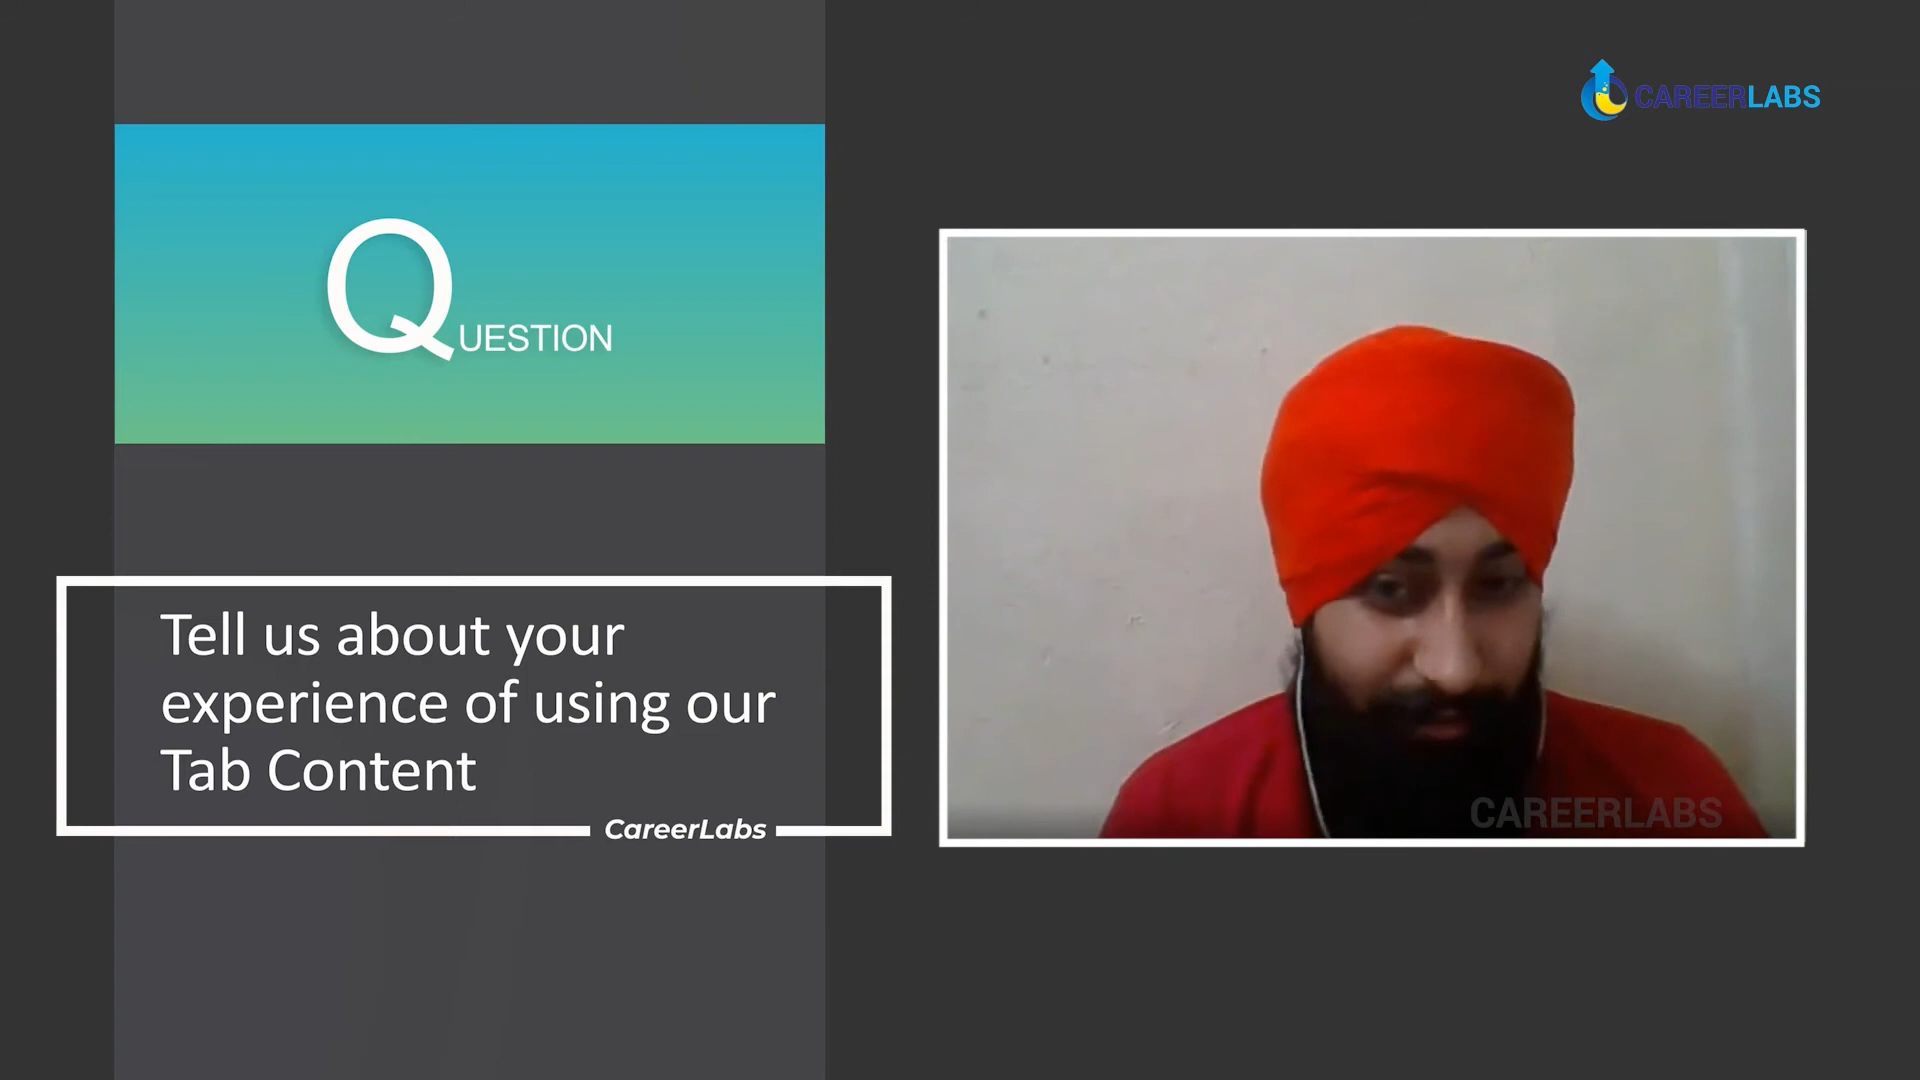 CAREERLABS
QUESTION
Tell us about your
experience of using our
Tab Content
CareerLabs
CAREERLABS